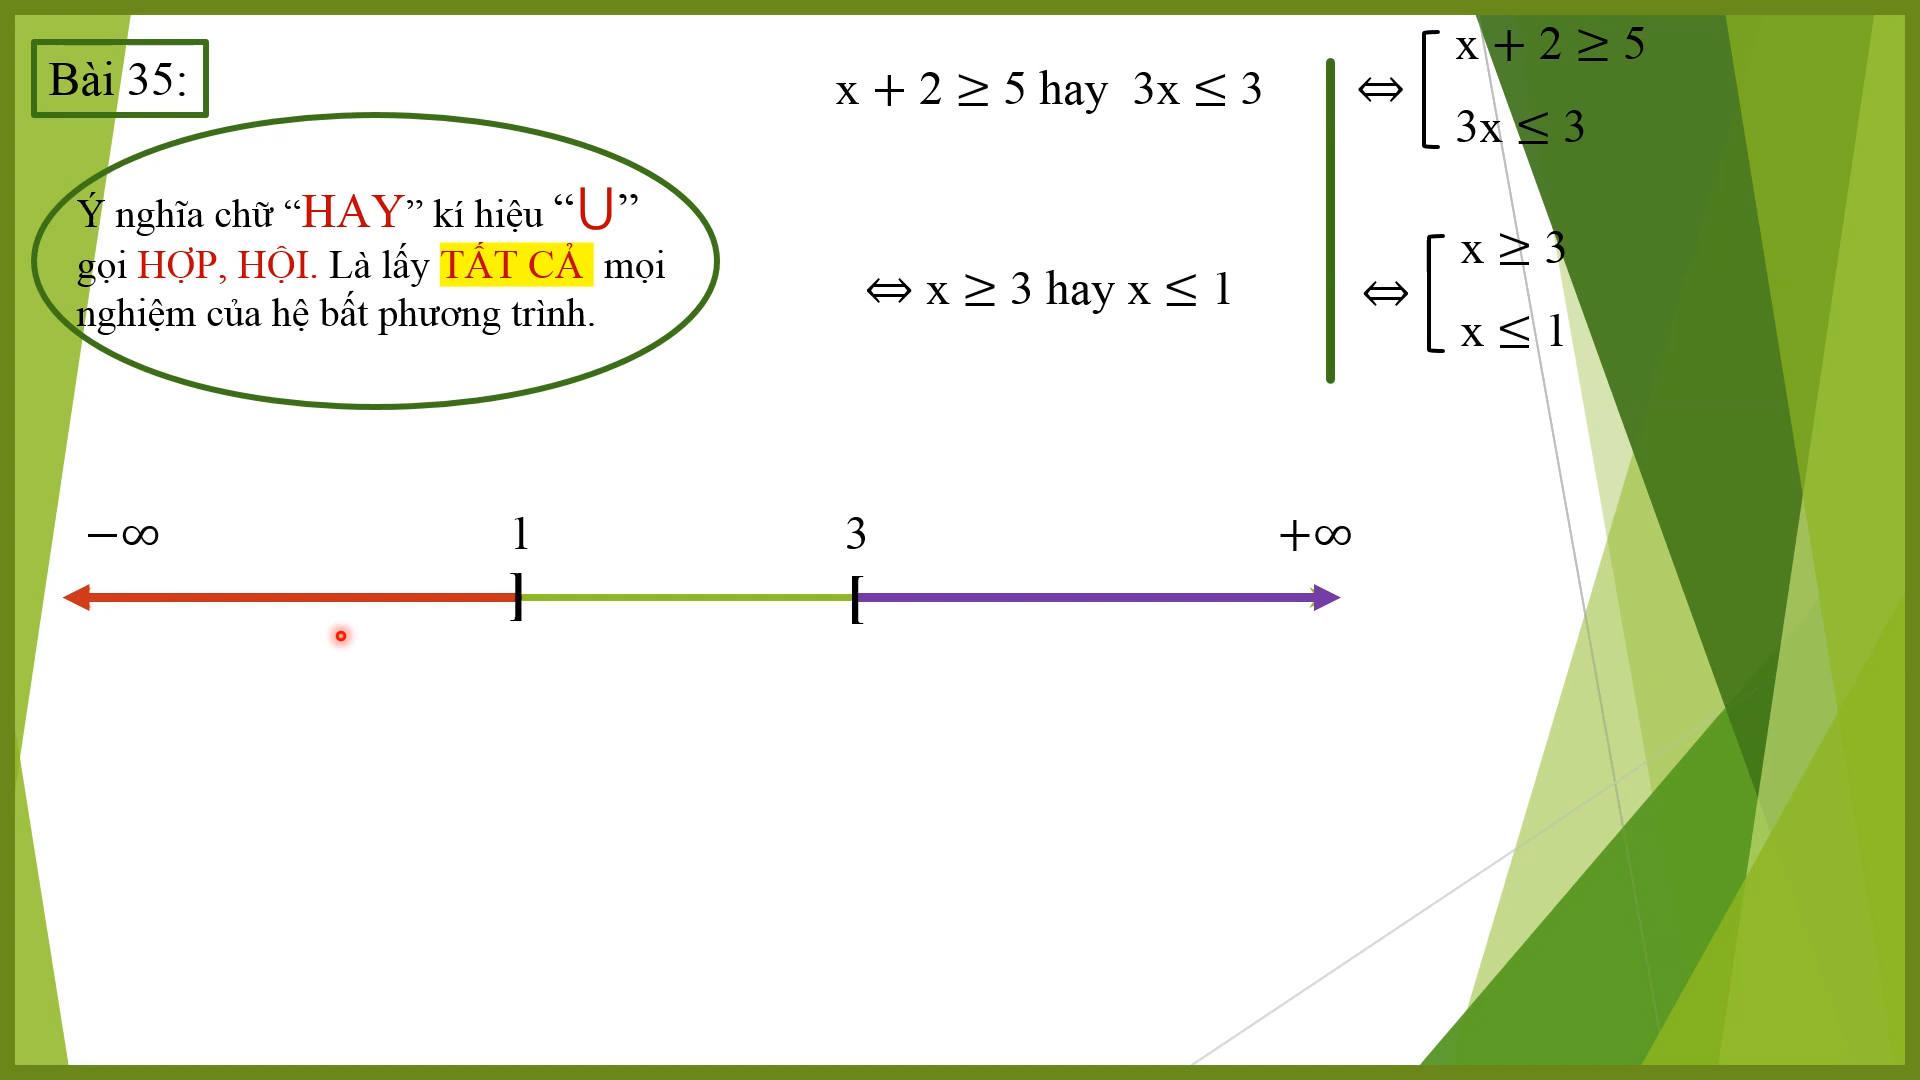 Bài 35:
x + 2 ≥ 5 hay 3x ≤ 3
⇔ [ x + 2 ≥ 5
3x ≤ 3
Ý nghĩa chữ “HAY” kí hiệu “⋃”
gọi HỢP, HỘI. Là lấy TẤT CẢ mọi
nghiệm của hệ bất phương trình.
⇔ x ≥ 3 hay x ≤ 1
⇔ [ x ≥ 3
x ≤ 1
−∞ 1 3 +∞
] [